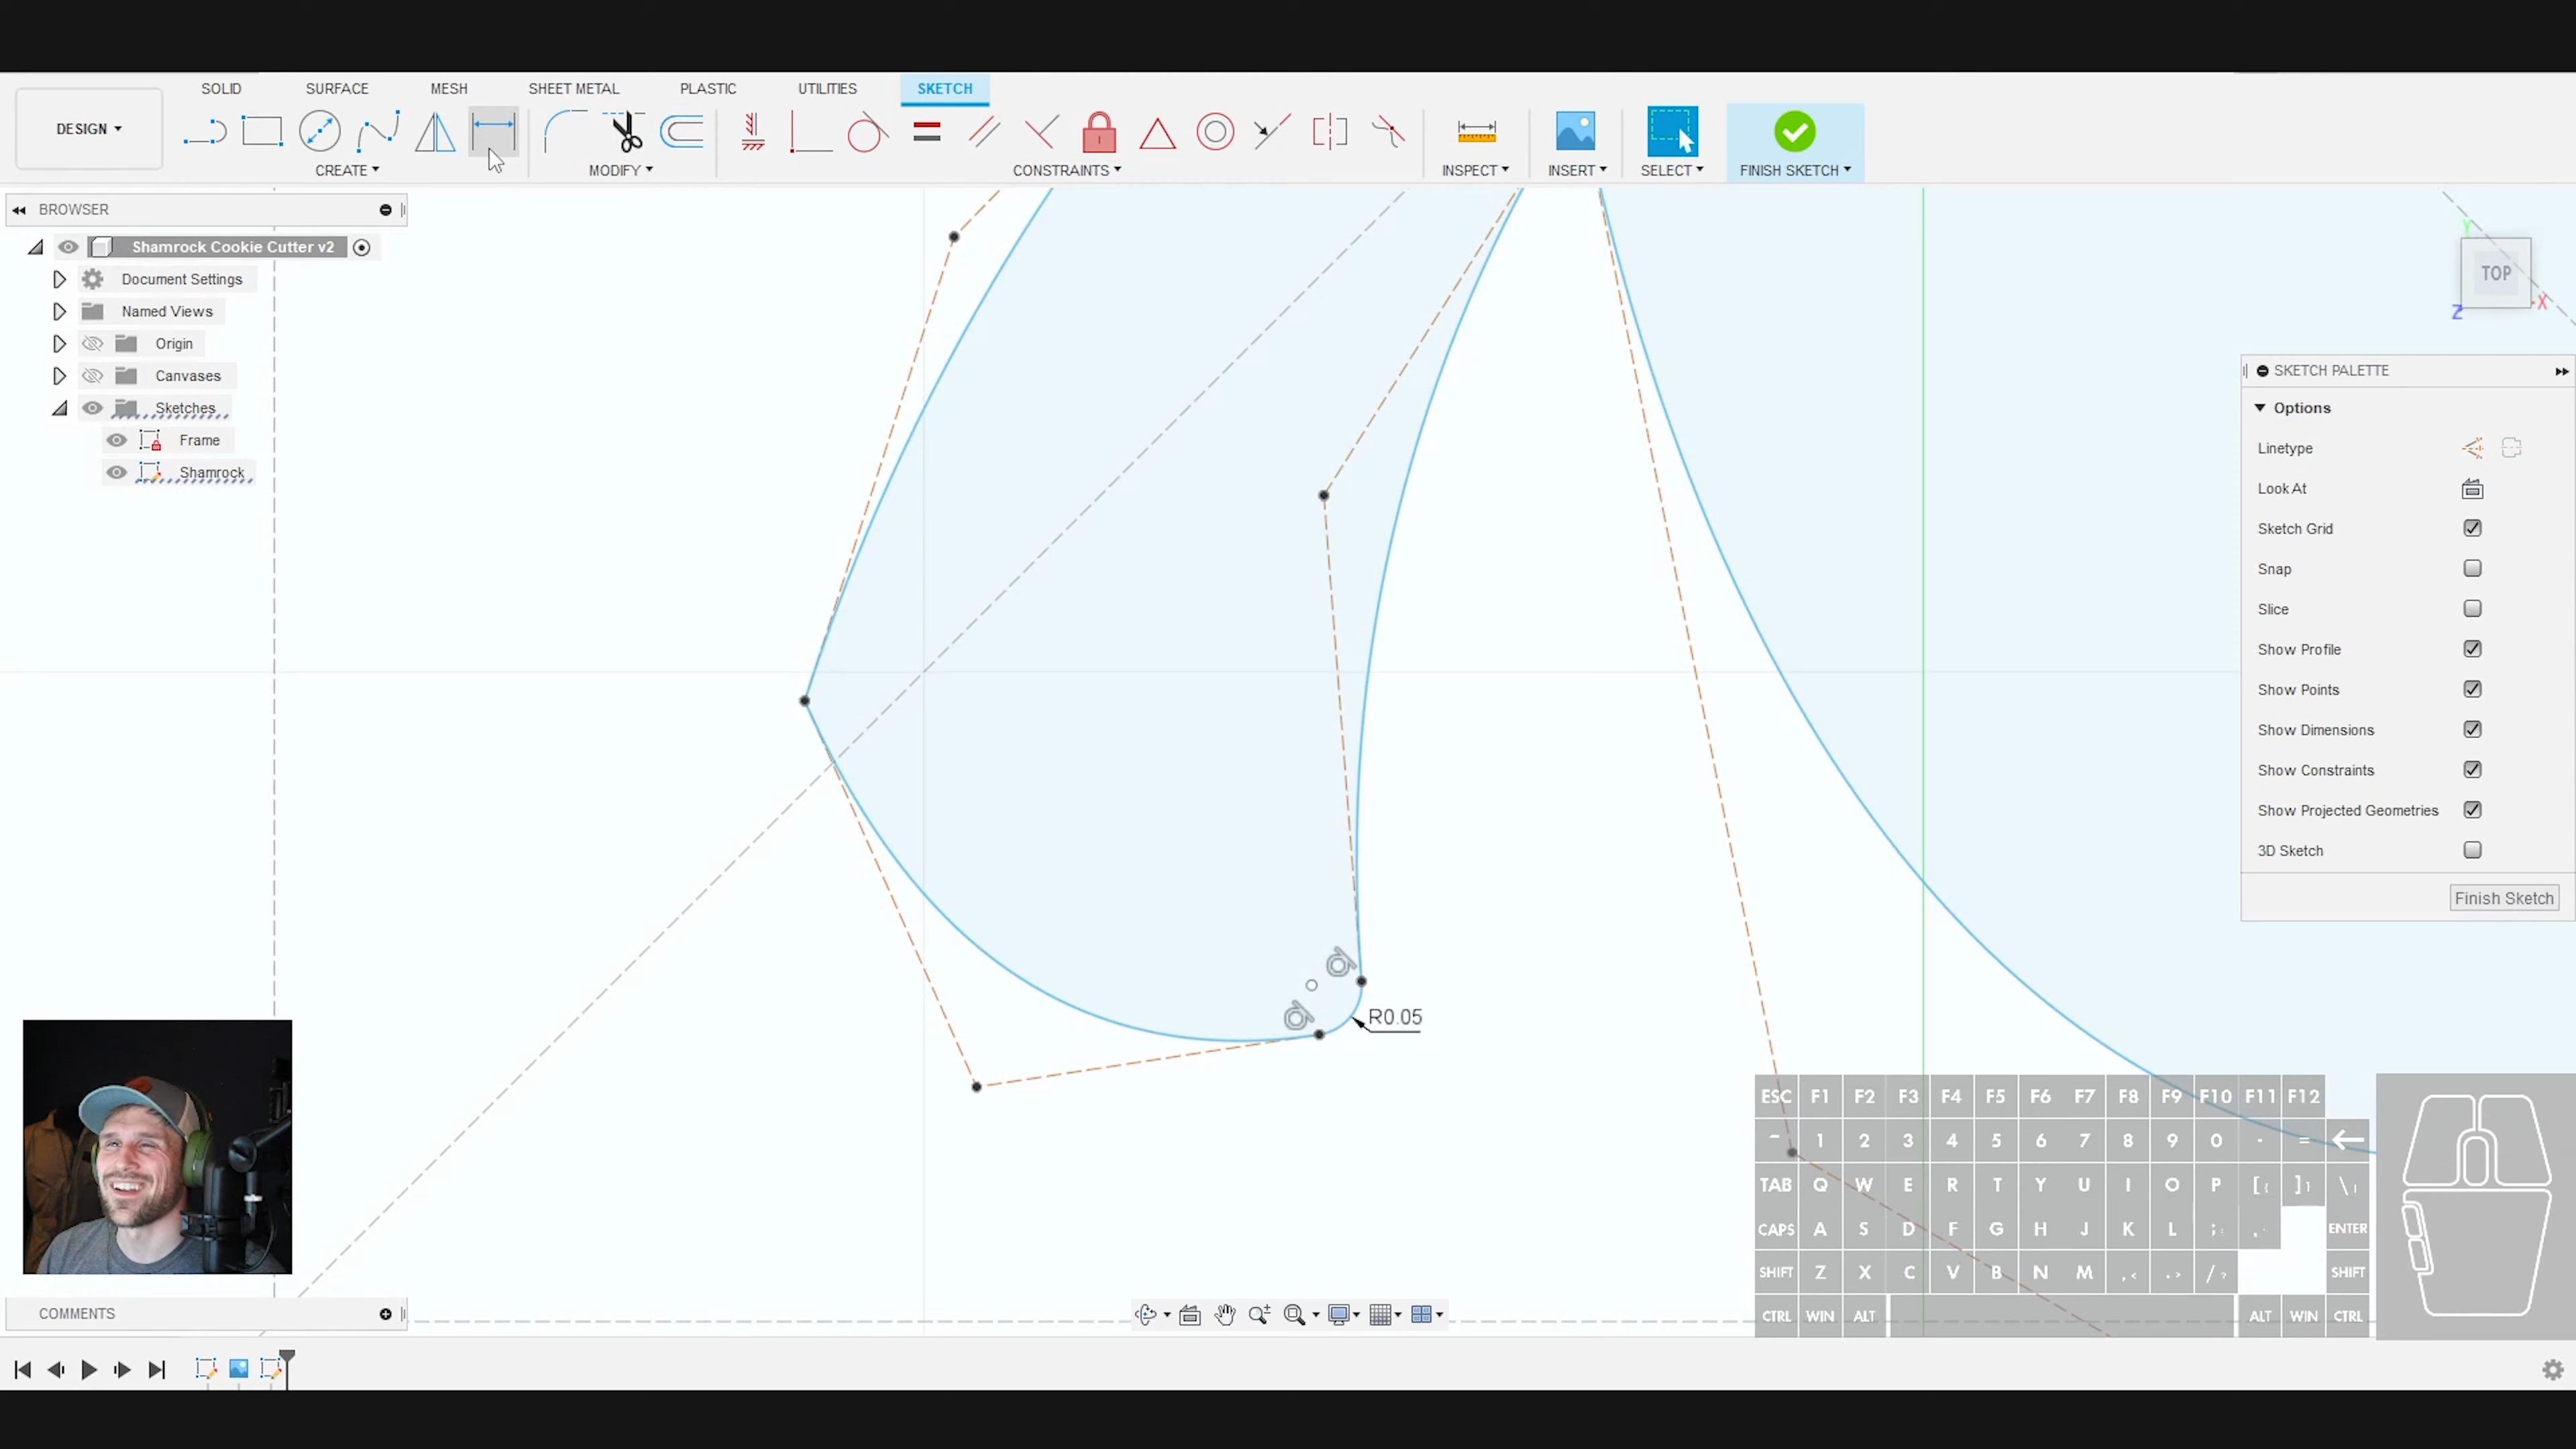 SOLID SURFACE MESH SHEET METAL PLASTIC UTILITIES SKETCH
DESIGN
CREATE MODIFY CONSTRAINTS INSPECT INSERT SELECT FINISH SKETCH
BROWSER
Shamrock Cookie Cutter v2
Document Settings
Named Views
Origin
Canvases
Sketches
Frame
Shamrock
Y
TOP
X
Z
SKETCH PALETTE
Options
Linetype
Look At
Sketch Grid
Snap
Slice
Show Profile
Show Points
Show Dimensions
Show Constraints
Show Projected Geometries
3D Sketch
Finish Sketch
R0.05
ESC F1 F2 F3 F4 F5 F6 F7 F8 F9 F10 F11 F12
~ 1 2 3 4 5 6 7 8 9 0 - =
TAB Q W E R T Y U I O P [{ ]} \|
CAPS A S D F G H J K L ;: ENTER
SHIFT Z X C V B N M ,< .> /? SHIFT
CTRL WIN ALT ALT WIN CTRL
COMMENTS